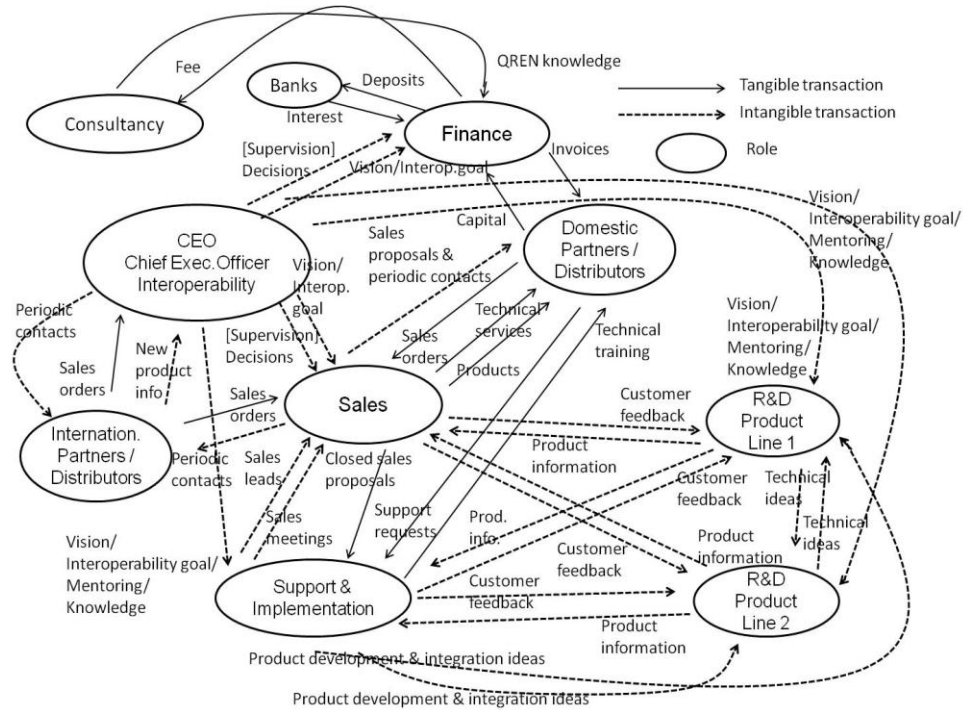 Fee
QREN knowledge
Banks
Deposits
Interest
Tangible transaction
Intangible transaction
Role
Consultancy
Finance
[Supervision]
Decisions
Vision/Interop.goal
Invoices
Capital
CEO
Chief Exec.Officer
Interoperability
Sales
proposals &
periodic contacts
Domestic
Partners /
Distributors
Vision/
Interoperability goal/
Mentoring/
Knowledge
Vision/
Interop.
goal
Periodic
contacts
[Supervision]
Decisions
Technical
services
Sales
orders
Products
Technical
training
Vision/
Interoperability goal/
Mentoring/
Knowledge
Sales
orders
New
product
info
Sales
orders
Sales
Customer
feedback
R&D
Product
Line 1
Internation.
Partners /
Distributors
Periodic
contacts
Sales
leads
Closed sales
proposals
Product
information
Customer
feedback
Technical
ideas
Technical
ideas
Sales
meetings
Support
requests
Prod.
info.
Vision/
Interoperability goal/
Mentoring/
Knowledge
Customer
feedback
Product
information
Support &
Implementation
Customer
feedback
R&D
Product
Line 2
Product
information
Product development & integration ideas
Product development & integration ideas